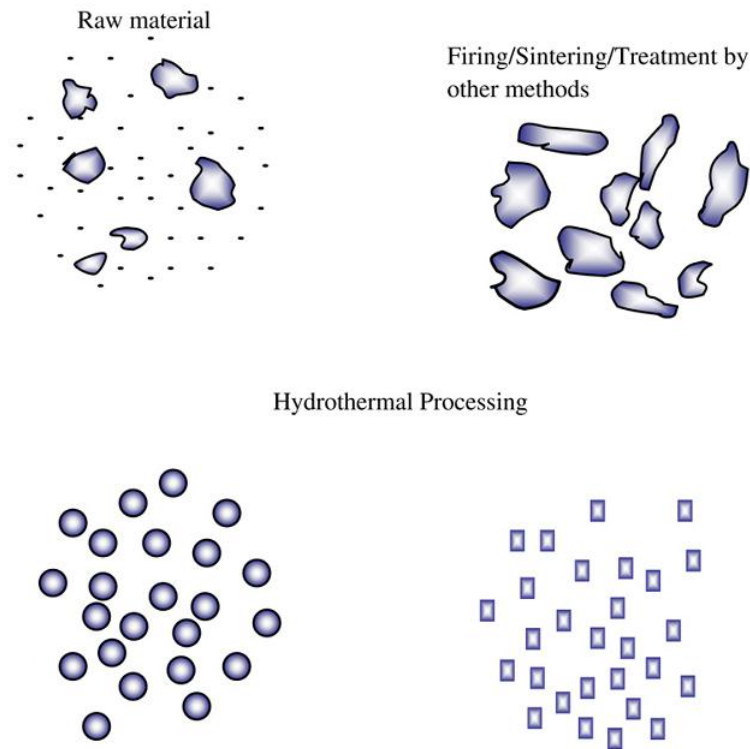 Raw material
Firing/Sintering/Treatment by
other methods
Hydrothermal Processing